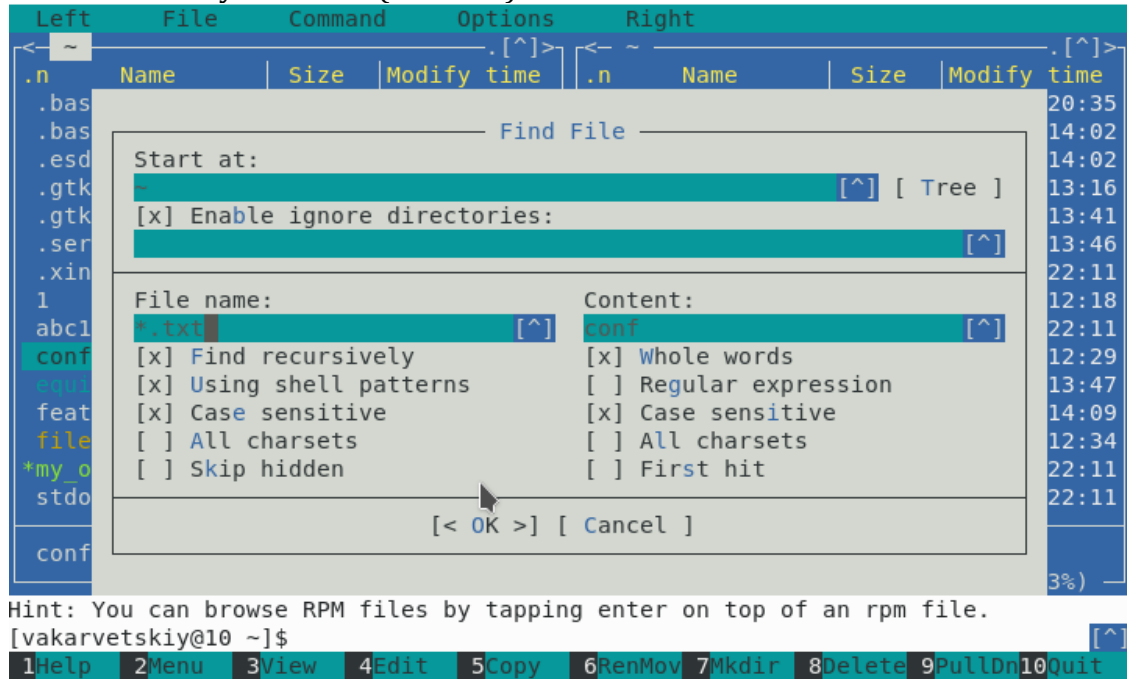 Left File Command Options Right
<— ~ .[^]> <— ~ .[^]>
.n Name Size Modify time .n Name Size Modify time
.bas 20:35
.bas Find File 14:02
.esd Start at: 14:02
.gtk ~ [^] [ Tree ] 13:16
.gtk [x] Enable ignore directories: 13:41
.ser [^] 13:46
.xin 22:11
1 File name: Content: 12:18
abc1 *.txt [^] conf [^] 22:11
conf [x] Find recursively [x] Whole words 12:29
equi [x] Using shell patterns [ ] Regular expression 13:47
feat [x] Case sensitive [x] Case sensitive 14:09
file [ ] All charsets [ ] All charsets 12:34
*my_o [ ] Skip hidden [ ] First hit 22:11
stdo 22:11
[< OK >] [ Cancel ]
conf
3%)
Hint: You can browse RPM files by tapping enter on top of an rpm file.
[vakarvetskiy@10 ~]$ [^]
1Help 2Menu 3View 4Edit 5Copy 6RenMov 7Mkdir 8Delete 9PullDn 10Quit